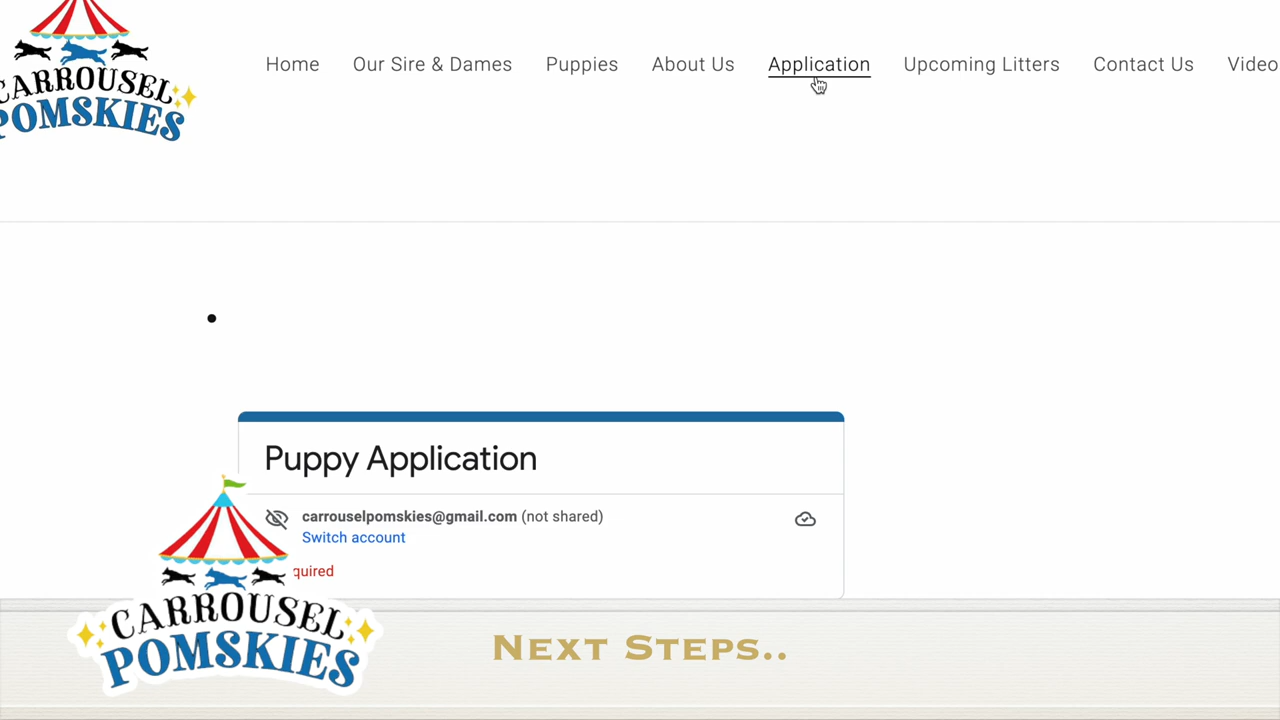 CARROUSEL
POMSKIES
Home Our Sire & Dames Puppies About Us Application Upcoming Litters Contact Us Video
Puppy Application
carrouselpomskies@gmail.com (not shared)
Switch account
quired
CARROUSEL
POMSKIES
NEXT STEPS..